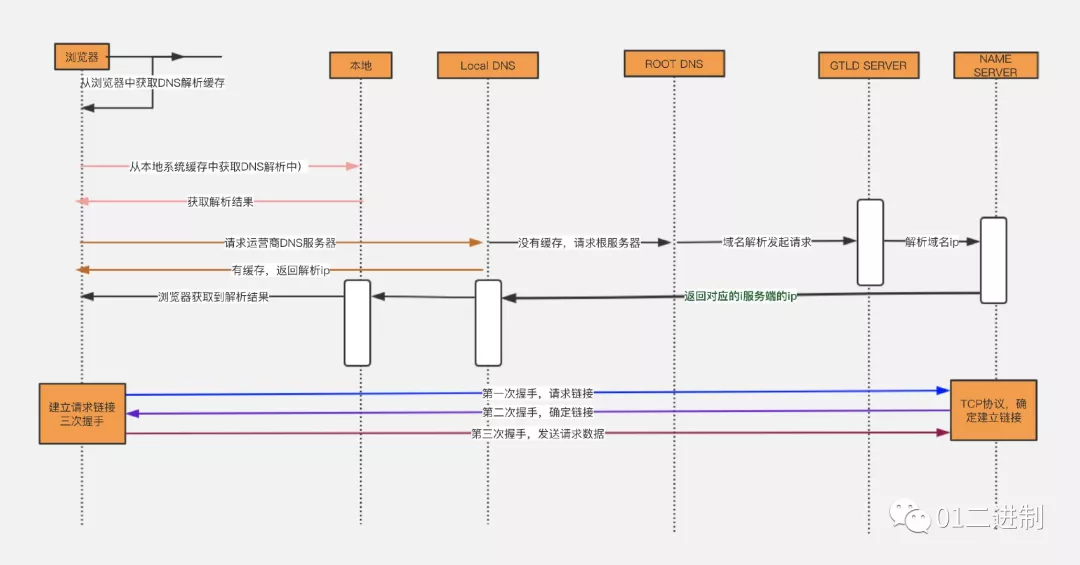 浏览器
本地
Local DNS
ROOT DNS
GTLD SERVER
NAME
SERVER
从浏览器中获取DNS解析缓存
从本地系统缓存中获取DNS解析中）
获取解析结果
请求运营商DNS服务器
没有缓存，请求根服务器
域名解析发起请求
解析域名ip
有缓存，返回解析ip
浏览器获取到解析结果
返回对应的i服务端的ip
建立请求链接
三次握手
第一次握手，请求链接
第二次握手，确定链接
第三次握手，发送请求数据
TCP协议，确
定建立链接
01二进制